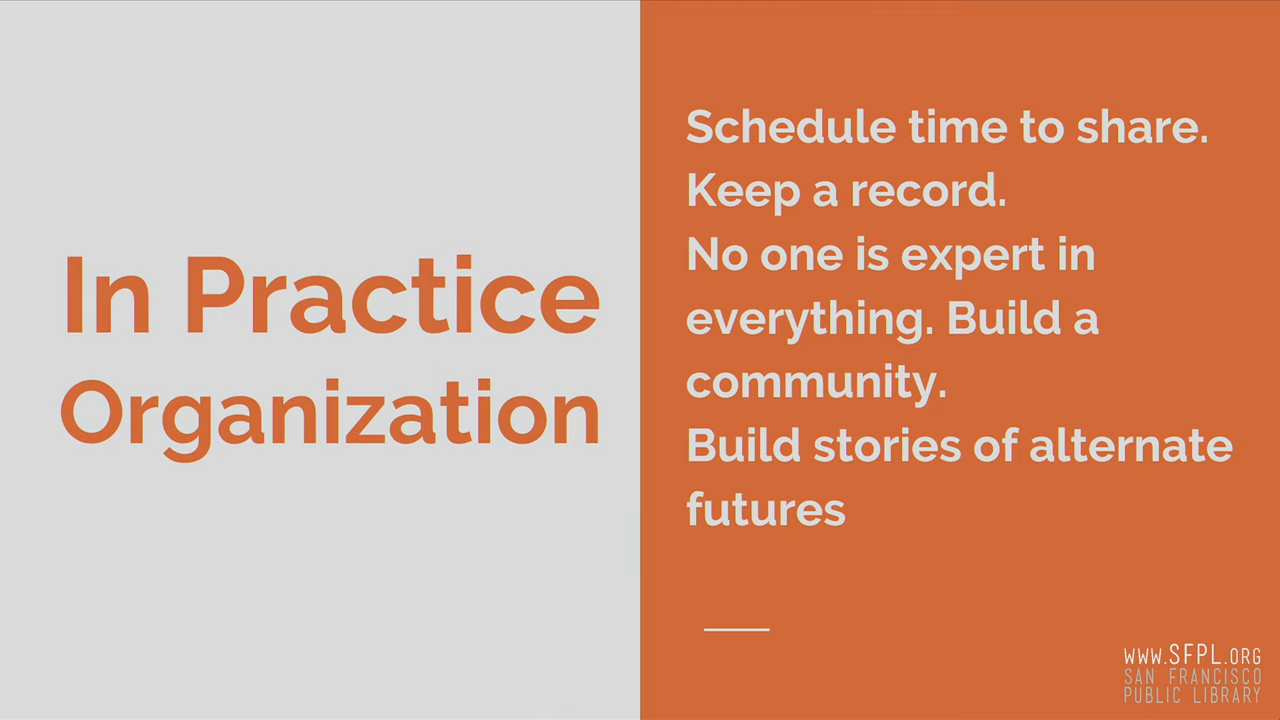 In Practice
Organization
Schedule time to share.
Keep a record.
No one is expert in
everything. Build a
community.
Build stories of alternate
futures
WWW.SFPL.ORG
SAN FRANCISCO
PUBLIC LIBRARY